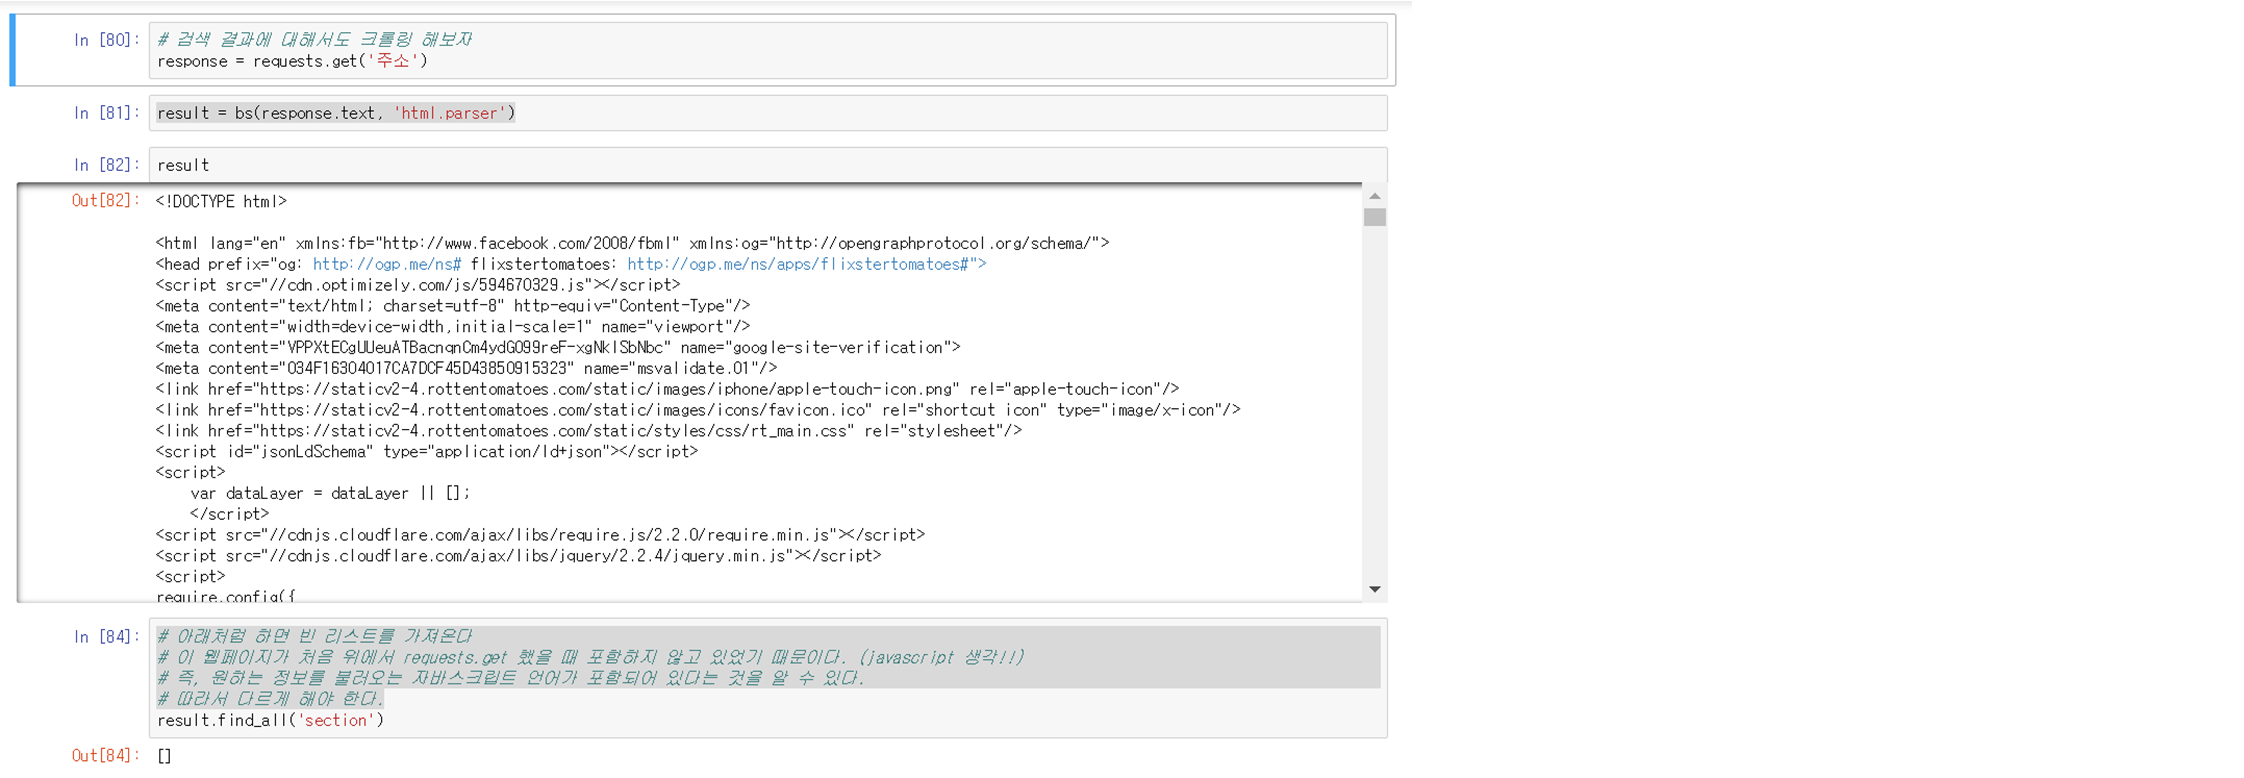 In [80]: # 검색 결과에 대해서도 크롤링 해보자
response = requests.get('주소')
In [81]: result = bs(response.text, 'html.parser')
In [82]: result
Out[82]: <!DOCTYPE html>
<html lang="en" xmlns:fb="http://www.facebook.com/2008/fbml" xmlns:og="http://opengraphprotocol.org/schema/">
<head prefix="og: http://ogp.me/ns# flixstertomatoes: http://ogp.me/ns/apps/flixstertomatoes#">
<script src="//cdn.optimizely.com/js/594670329.js"></script>
<meta content="text/html; charset=utf-8" http-equiv="Content-Type"/>
<meta content="width=device-width,initial-scale=1" name="viewport"/>
<meta content="VPPXtECgUUeuATBacnqnCm4ydGO99reF-xgNklSbNbc" name="google-site-verification">
<meta content="034F16304017CA7DCF45D43850915323" name="msvalidate.01"/>
<link href="https://staticv2-4.rottentomatoes.com/static/images/iphone/apple-touch-icon.png" rel="apple-touch-icon"/>
<link href="https://staticv2-4.rottentomatoes.com/static/images/icons/favicon.ico" rel="shortcut icon" type="image/x-icon"/>
<link href="https://staticv2-4.rottentomatoes.com/static/styles/css/rt_main.css" rel="stylesheet"/>
<script id="jsonLdSchema" type="application/ld+json"></script>
<script>
var dataLayer = dataLayer || [];
</script>
<script src="//cdnjs.cloudflare.com/ajax/libs/require.js/2.2.0/require.min.js"></script>
<script src="//cdnjs.cloudflare.com/ajax/libs/jquery/2.2.4/jquery.min.js"></script>
<script>
require.config({
In [84]: # 아래처럼 하면 빈 리스트를 가져온다
# 이 웹페이지가 처음 위에서 requests.get 했을 때 포함하지 않고 있었기 때문이다. (javascript 생각!!)
# 즉, 원하는 정보를 불러오는 자바스크립트 언어가 포함되어 있다는 것을 알 수 있다.
# 따라서 다르게 해야 한다.
result.find_all('section')
Out[84]: []